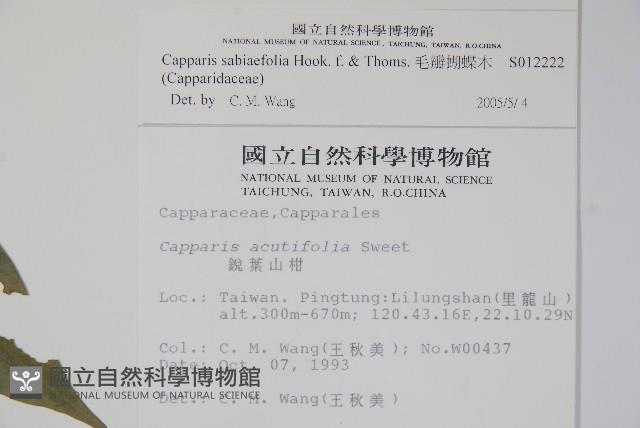 國立自然科學博物館
NATIONAL MUSEUM OF NATURAL SCIENCE, TAICHUNG, TAIWAN, R.O.CHINA
Capparis sabiaefolia Hook. f. & Thoms. 毛瓣蝴蝶木 S012222
(Capparidaceae)
Det. by C. M. Wang 2005/5/4
國立自然科學博物館
NATIONAL MUSEUM OF NATURAL SCIENCE
TAICHUNG, TAIWAN, R.O.CHINA
Capparaceae,Capparales
Capparis acutifolia Sweet
銳葉山柑
Loc.: Taiwan. Pingtung:Lilungshan(里龍山)
alt.300m-670m; 120.43.16E,22.10.29N
Col.: C. M. Wang(王秋美); No.W00437
Date: Oct. 07, 1993
Det.: C. M. Wang(王秋美)
國立自然科學博物館
NATIONAL MUSEUM OF NATURAL SCIENCE